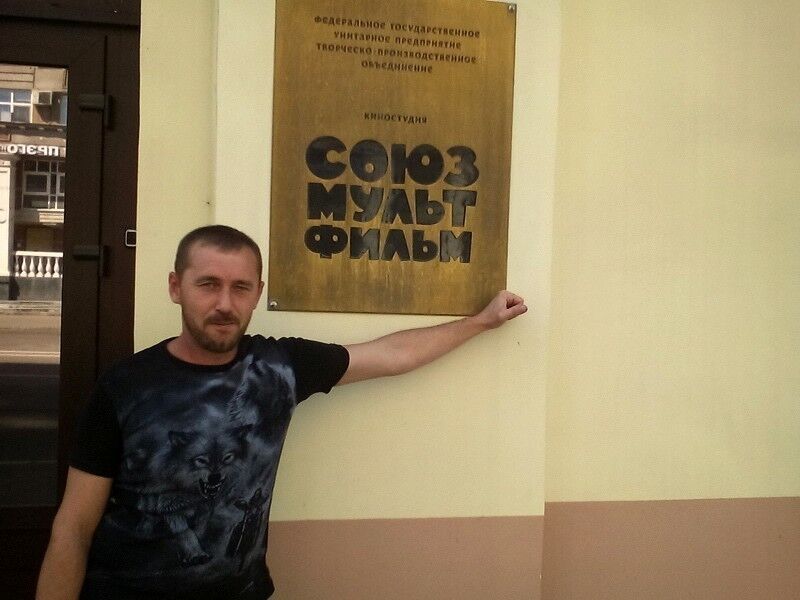 ФЕДЕРАЛЬНОЕ ГОСУДАРСТВЕННОЕ
УНИТАРНОЕ ПРЕДПРИЯТИЕ
ТВОРЧЕСКО-ПРОИЗВОДСТВЕННОЕ
ОБЪЕДИНЕНИЕ
КИНОСТУДИЯ
СОЮЗ
МУЛЬТ
ФИЛЬМ